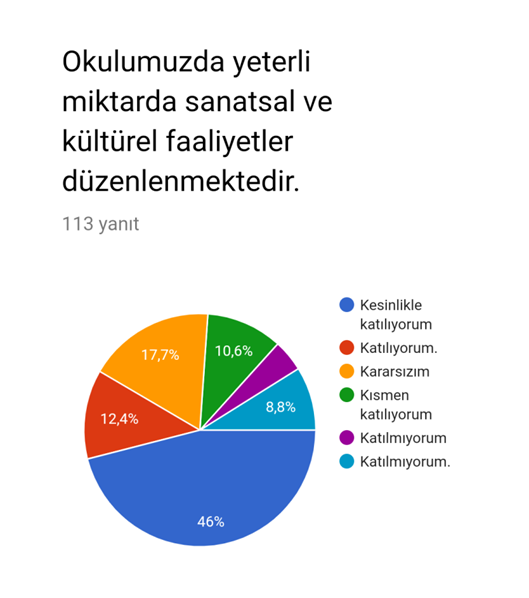 Okulumuzda yeterli
miktarda sanatsal ve
kültürel faaliyetler
düzenlenmektedir.
113 yanıt
Kesinlikle
katılıyorum
Katılıyorum.
Kararsızım
Kısmen
katılıyorum
Katılmıyorum
Katılmıyorum.
17,7%
10,6%
12,4%
8,8%
46%